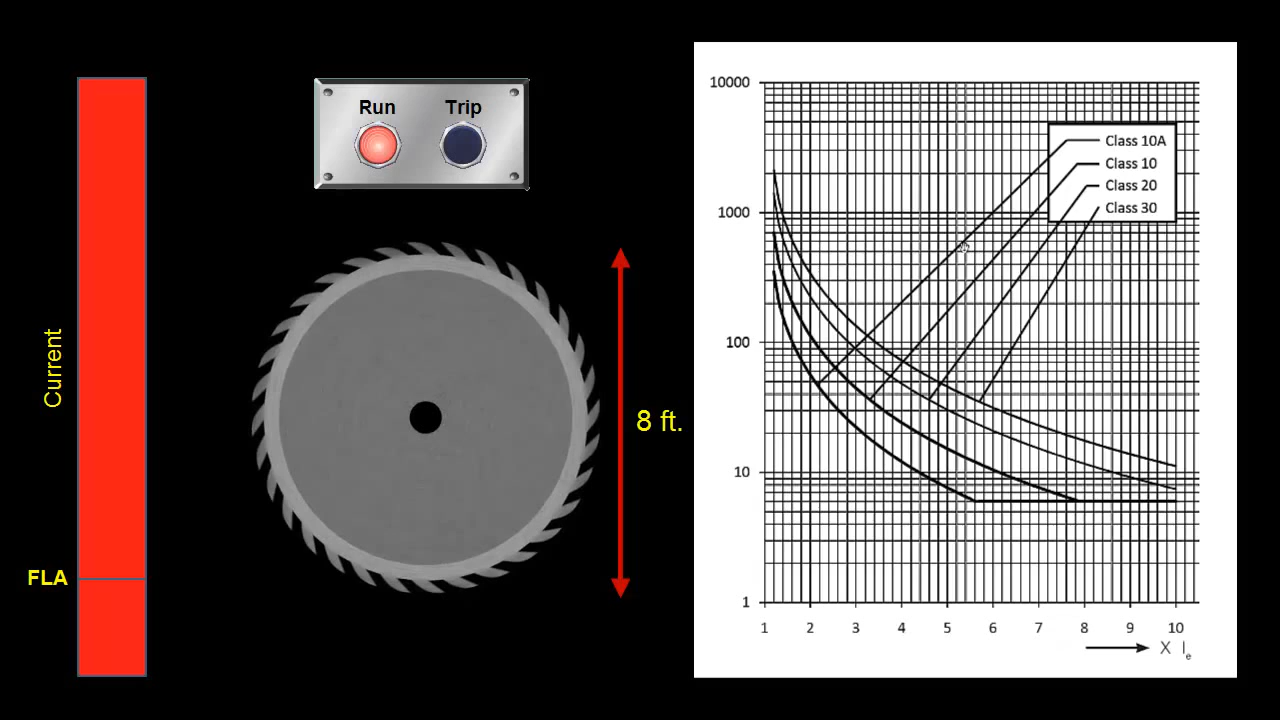 Run Trip
Current
FLA
8 ft.
10000
1000
100
10
1
Class 10A
Class 10
Class 20
Class 30
1 2 3 4 5 6 7 8 9 10
X Ie